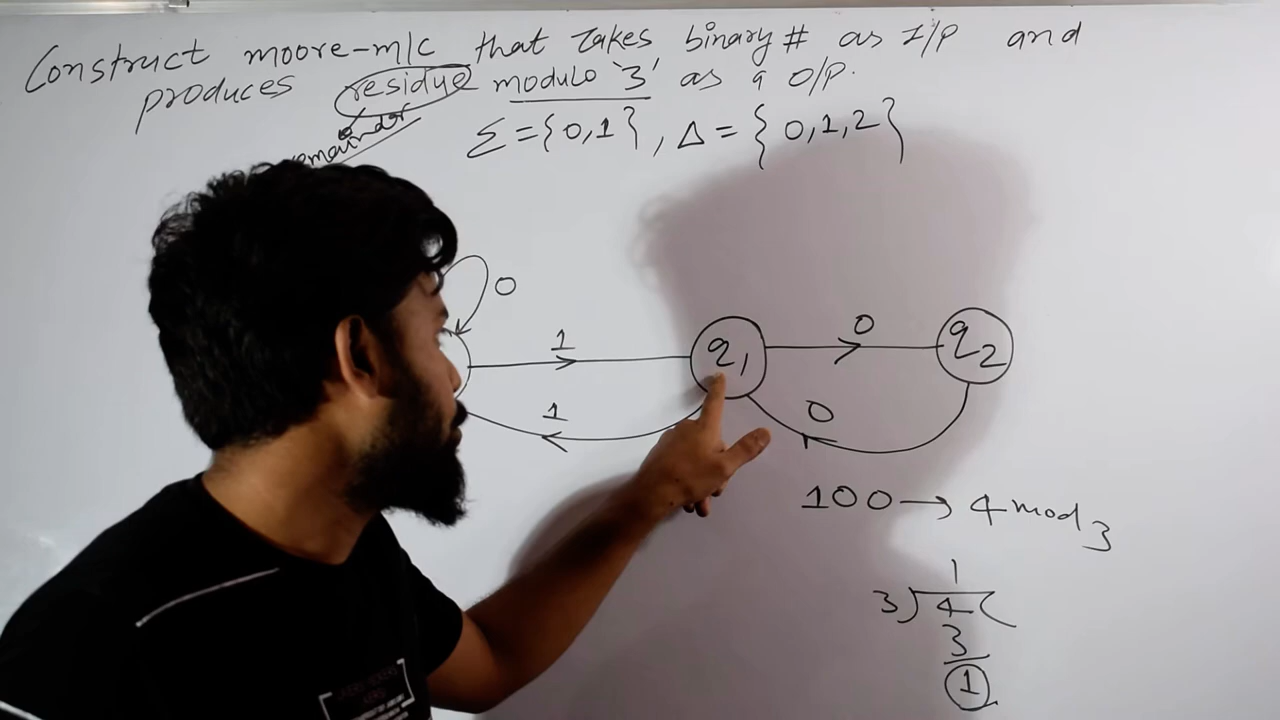 Construct moore-m/c that takes binary # as I/P and
produces residue modulo '3' as a O/P.
remainder
Σ = {0,1}, Δ = {0,1,2}
0
1
q1
0
q2
1
0
100 → 4 mod 3
1
3) 4 (
3
1